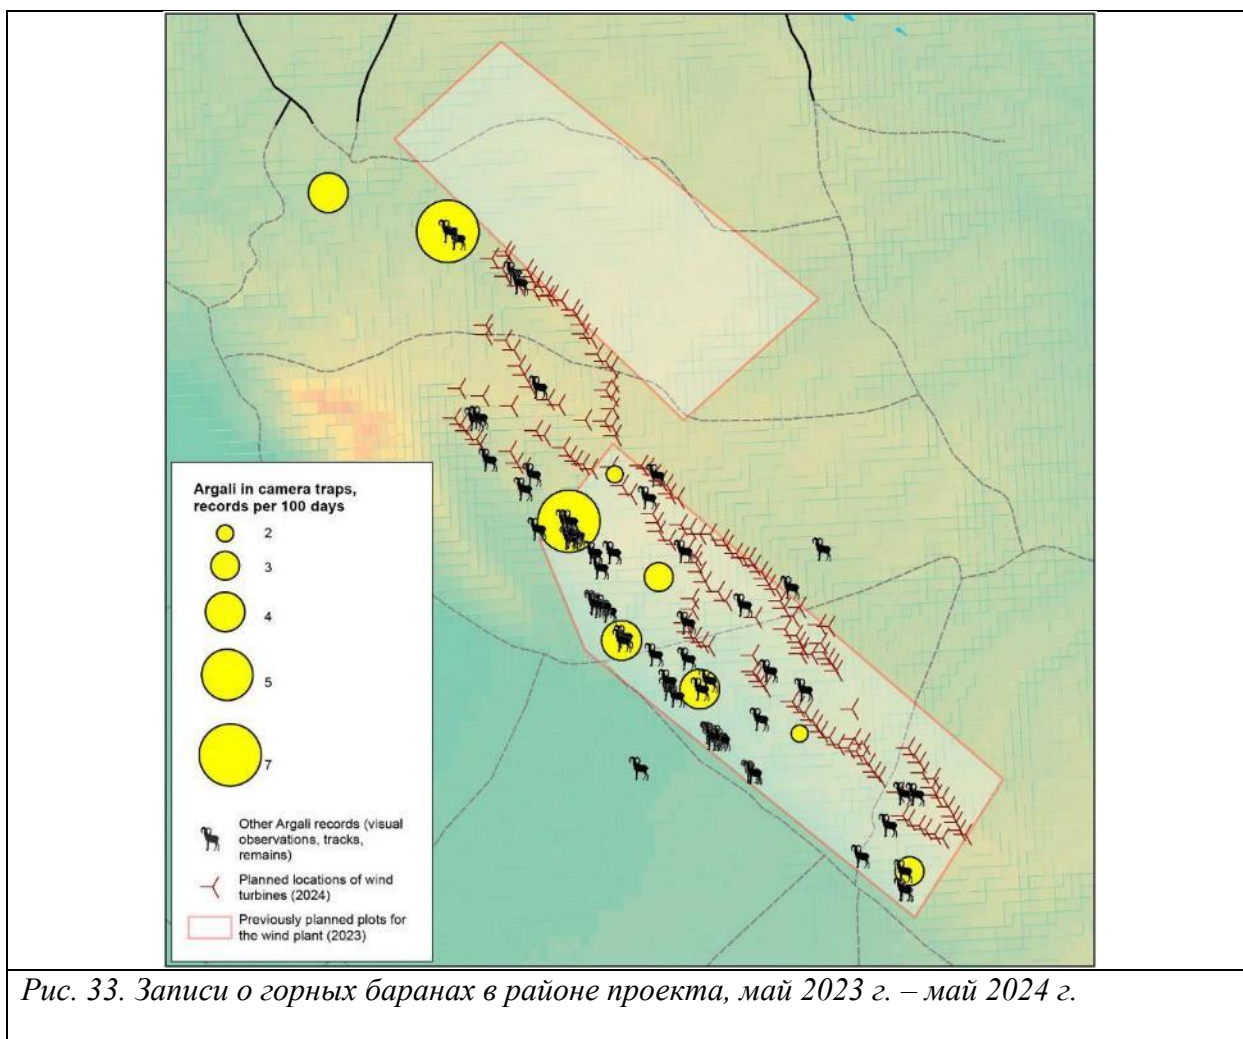 Argali in camera traps,
records per 100 days
2
3
4
5
7
Other Argali records (visual
observations, tracks,
remains)
Planned locations of wind
turbines (2024)
Previously planned plots for
the wind plant (2023)
Рис. 33. Записи о горных баранах в районе проекта, май 2023 г. – май 2024 г.